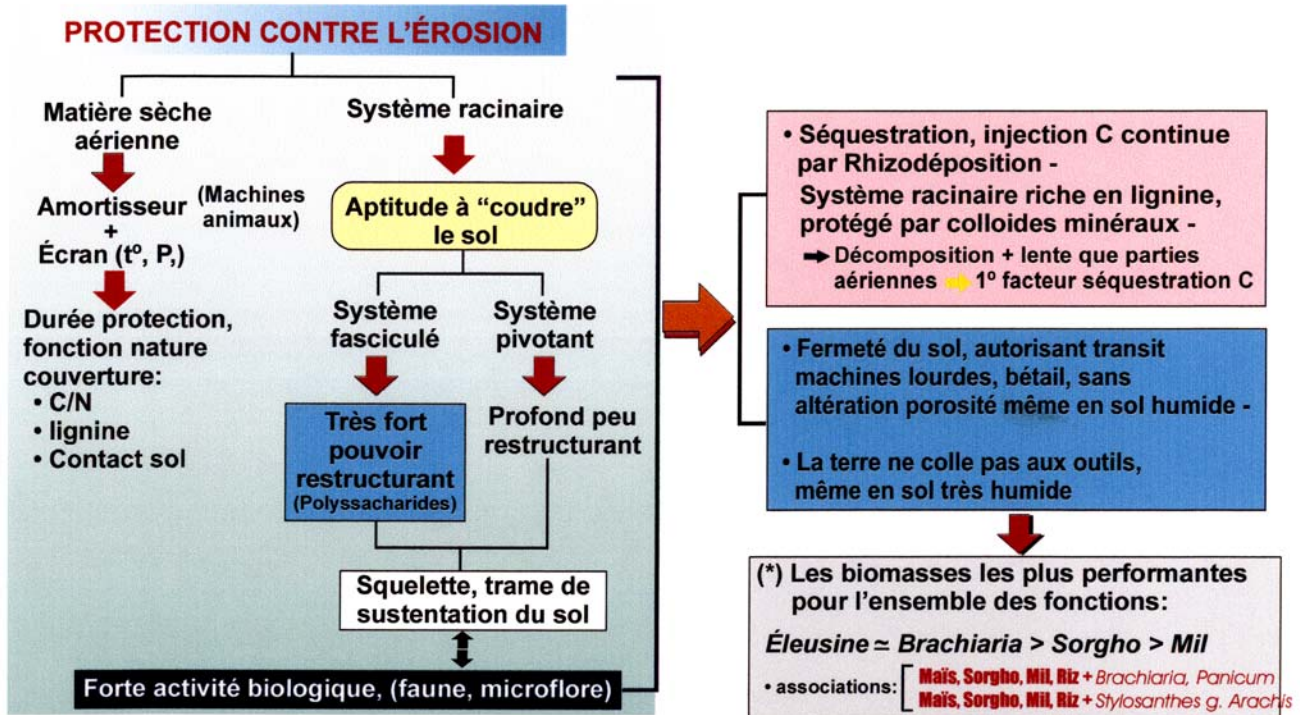 PROTECTION CONTRE L'ÉROSION
Matière sèche
aérienne
Amortisseur
+
Écran (tº, P,)
(Machines
animaux)
Durée protection,
fonction nature
couverture:
• C/N
• lignine
• Contact sol
Système racinaire
Aptitude à "coudre"
le sol
Système
fasciculé
Très fort
pouvoir
restructurant
(Polyssacharides)
Système
pivotant
Profond peu
restructurant
Squelette, trame de
sustentation du sol
Forte activité biologique, (faune, microflore)
• Séquestration, injection C continue
par Rhizodéposition -
Système racinaire riche en lignine,
protégé par colloides minéraux -
➡ Décomposition + lente que parties
aériennes ➡ 1º facteur séquestration C
• Fermeté du sol, autorisant transit
machines lourdes, bétail, sans
altération porosité même en sol humide -
• La terre ne colle pas aux outils,
même en sol très humide
(*) Les biomasses les plus performantes
pour l'ensemble des fonctions:
Éleusine ≃ Brachiaria > Sorgho > Mil
• associations: Maïs, Sorgho, Mil, Riz + Brachiaria, Panicum
Maïs, Sorgho, Mil, Riz + Stylosanthes g. Arachis